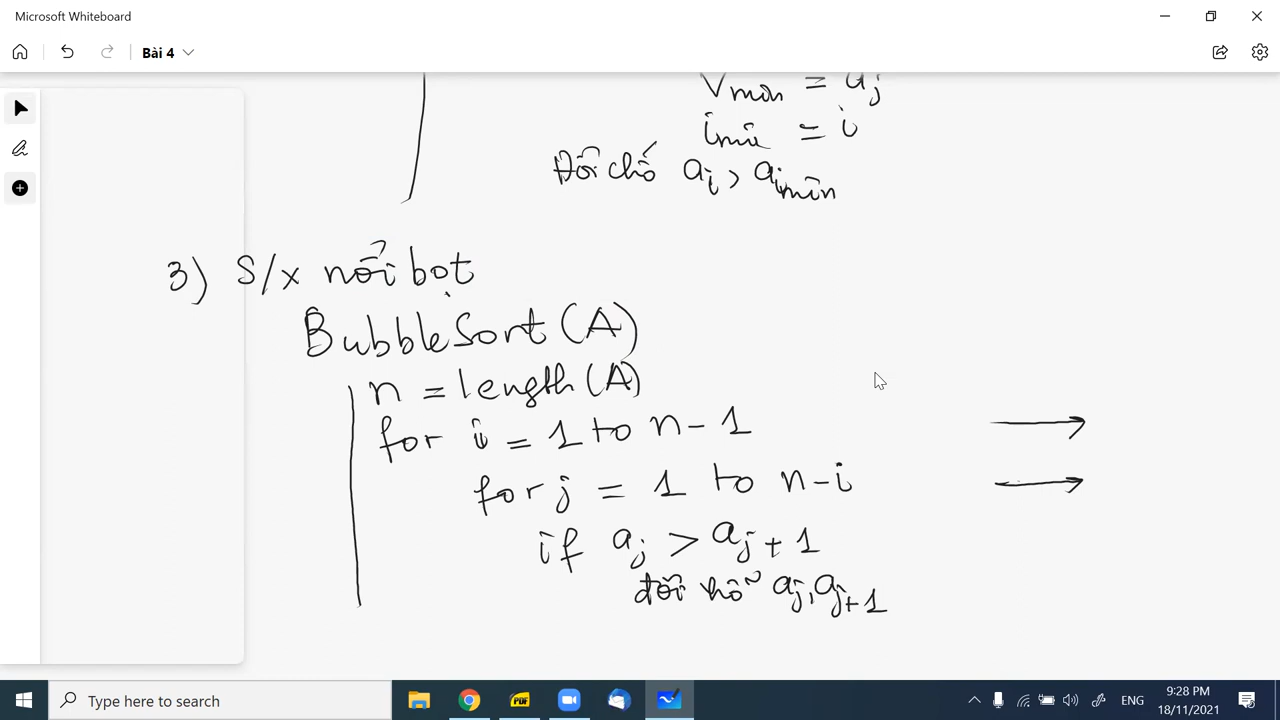 Microsoft Whiteboard
Bài 4
Vmin = aj
imin = i
Đổi chỗ ai, aimin
3) S/x nổi bọt
BubbleSort (A)
n = length (A)
for i = 1 to n - 1
for j = 1 to n - i
if aj > aj + 1
đổi chỗ aj, aj+1
Type here to search
PDF
ENG
9:28 PM
18/11/2021